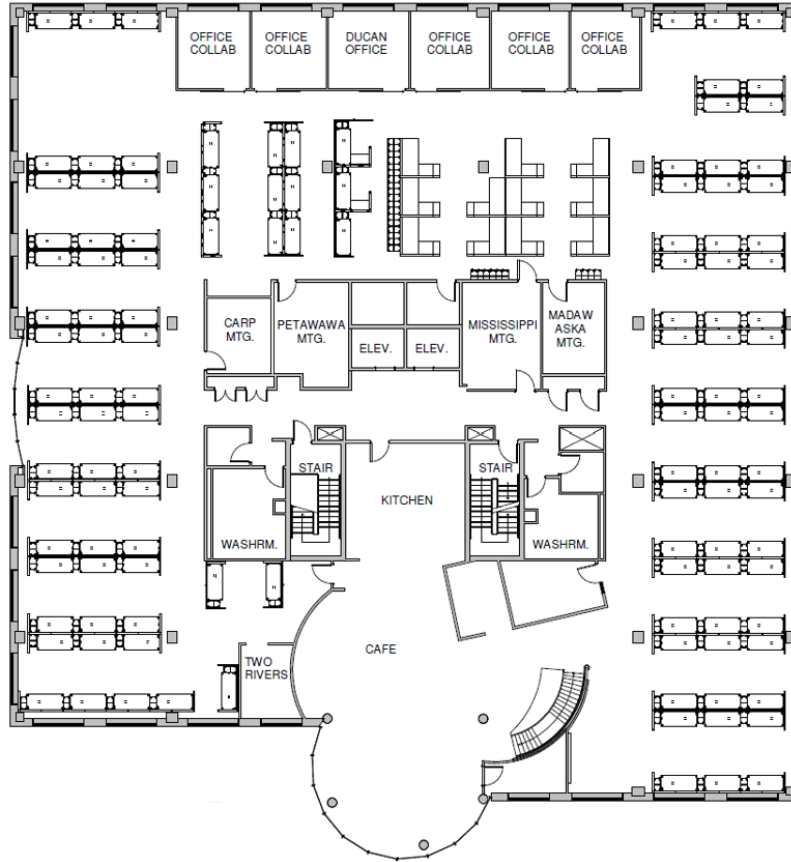 OFFICE
COLLAB
OFFICE
COLLAB
DUCAN
OFFICE
OFFICE
COLLAB
OFFICE
COLLAB
OFFICE
COLLAB
CARP
MTG.
PETAWAWA
MTG.
ELEV.
ELEV.
MISSISSIPPI
MTG.
MADAW
ASKA
MTG.
STAIR
KITCHEN
STAIR
WASHRM.
WASHRM.
CAFE
TWO
RIVERS